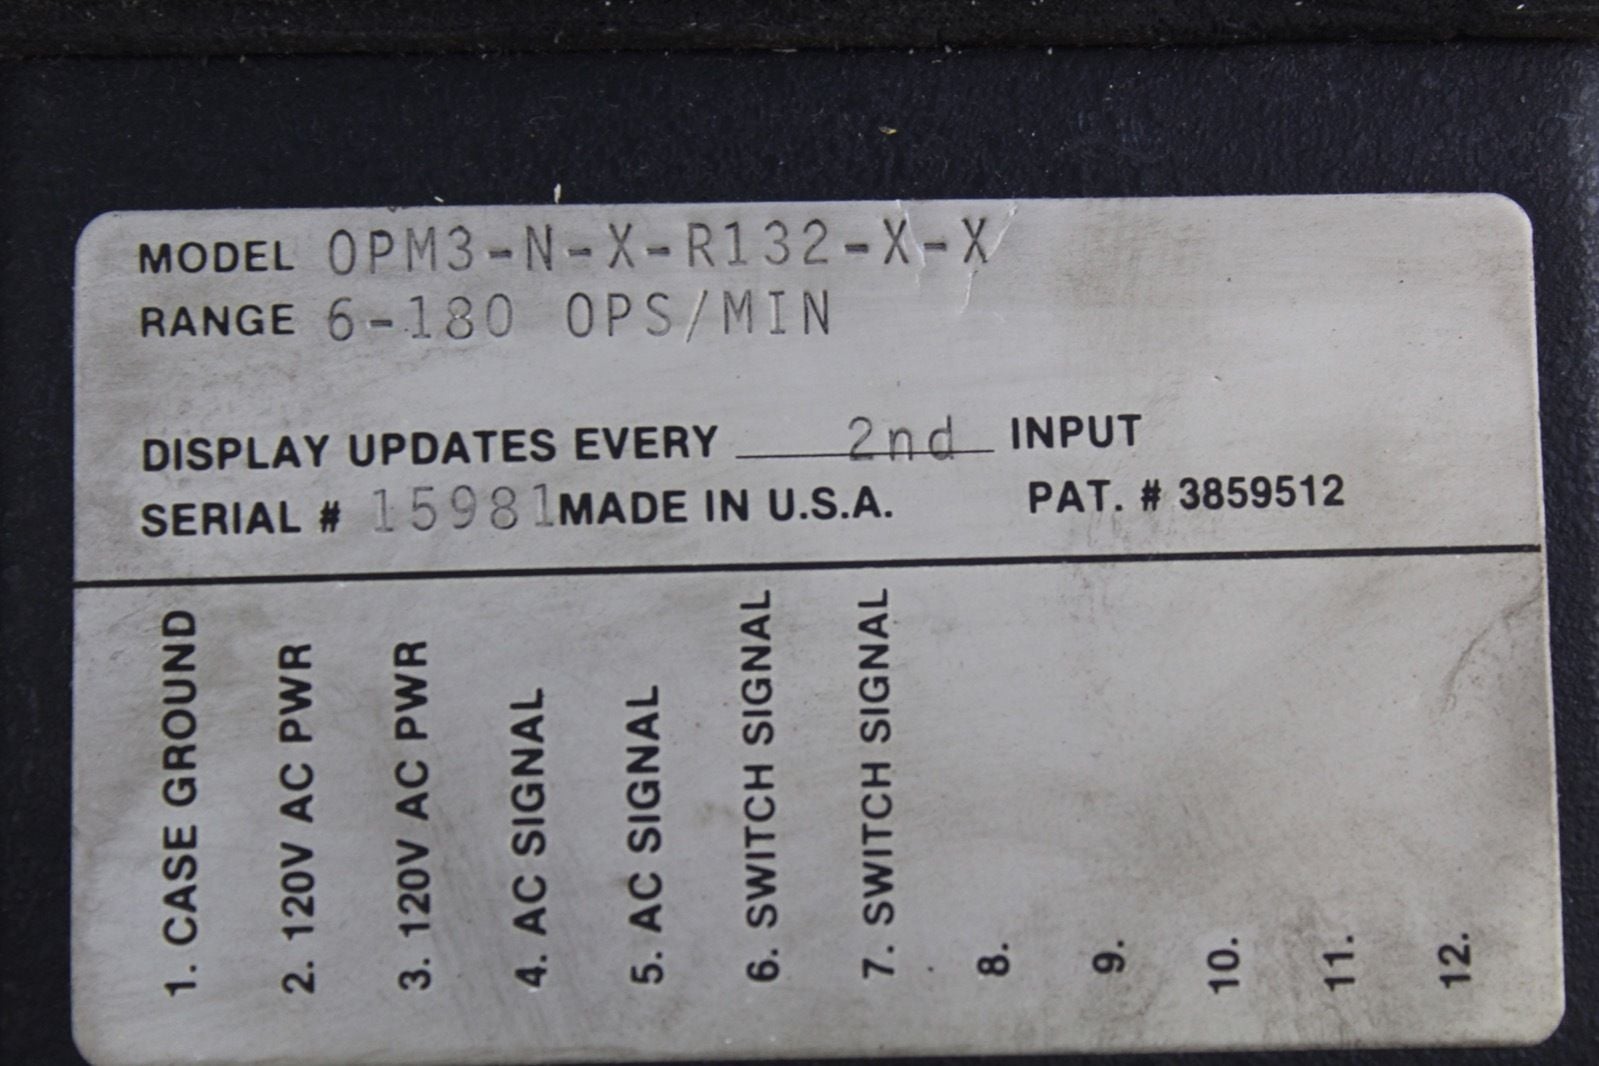 MODEL OPM3-N-X-R132-X-X
RANGE 6-180 OPS/MIN
DISPLAY UPDATES EVERY 2nd INPUT
SERIAL # 15981 MADE IN U.S.A. PAT. # 3859512
1. CASE GROUND
2. 120V AC PWR
3. 120V AC PWR
4. AC SIGNAL
5. AC SIGNAL
6. SWITCH SIGNAL
7. SWITCH SIGNAL
8.
9.
10.
11.
12.